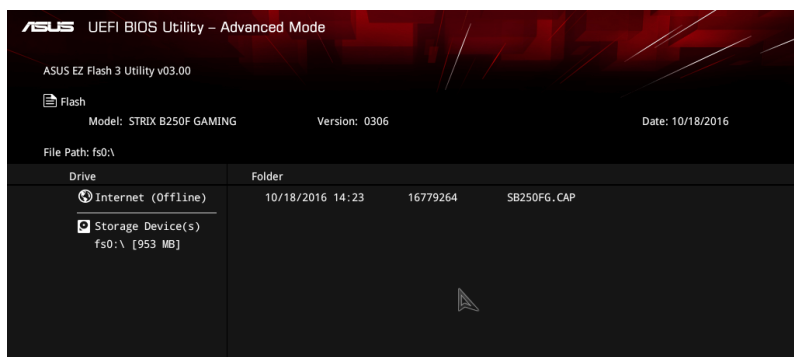 ASUS UEFI BIOS Utility – Advanced Mode
ASUS EZ Flash 3 Utility v03.00
Flash
Model: STRIX B250F GAMING Version: 0306 Date: 10/18/2016
File Path: fs0:\
Drive Folder
Internet (Offline) 10/18/2016 14:23 16779264 SB250FG.CAP
Storage Device(s)
fs0:\ [953 MB]